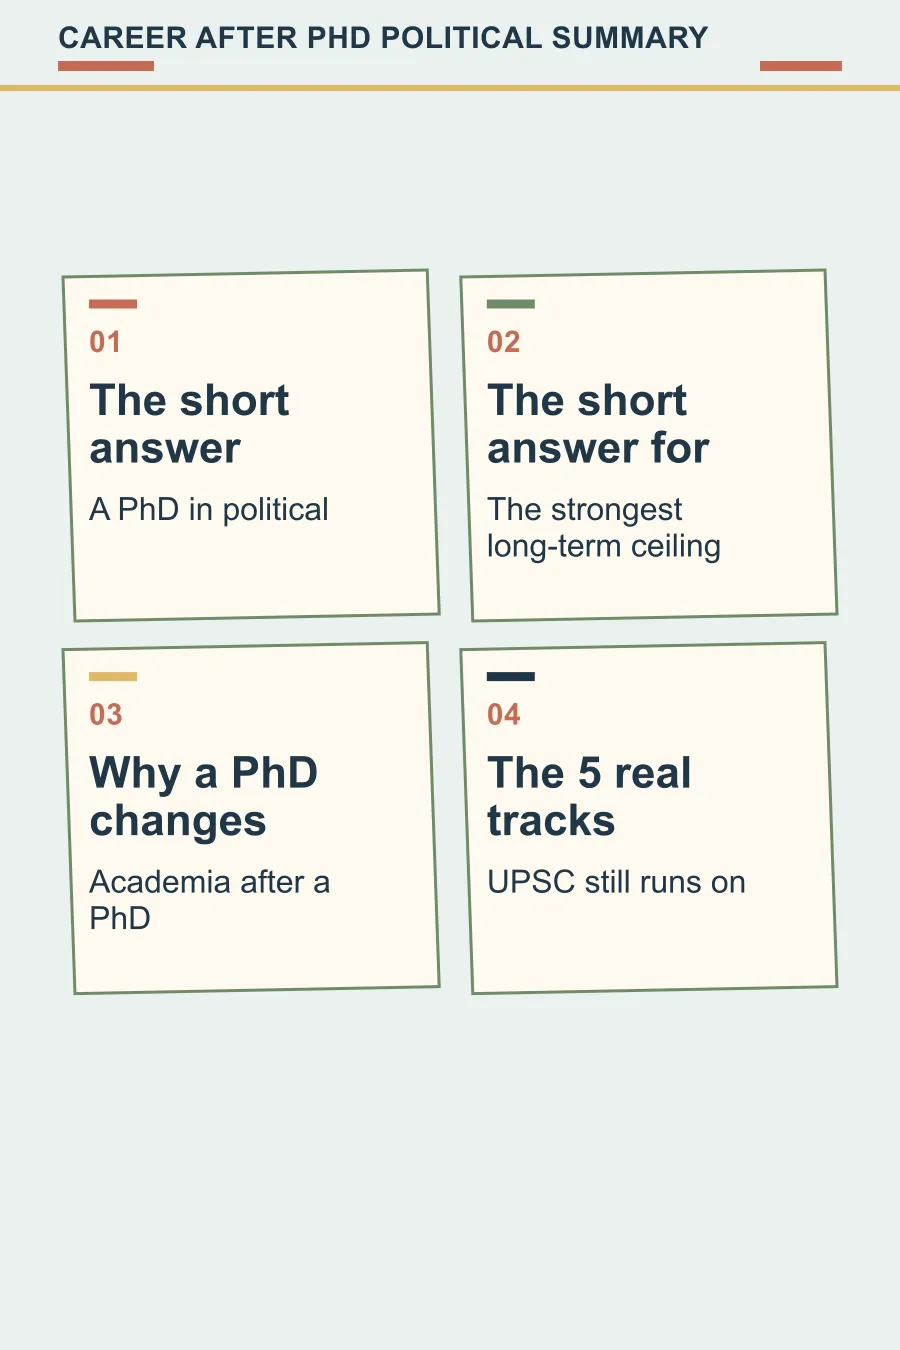 CAREER AFTER PHD POLITICAL SUMMARY
01
The short
answer
A PhD in political
02
The short
answer for
The strongest
long-term ceiling
03
Why a PhD
changes
Academia after a
PhD
04
The 5 real
tracks
UPSC still runs on